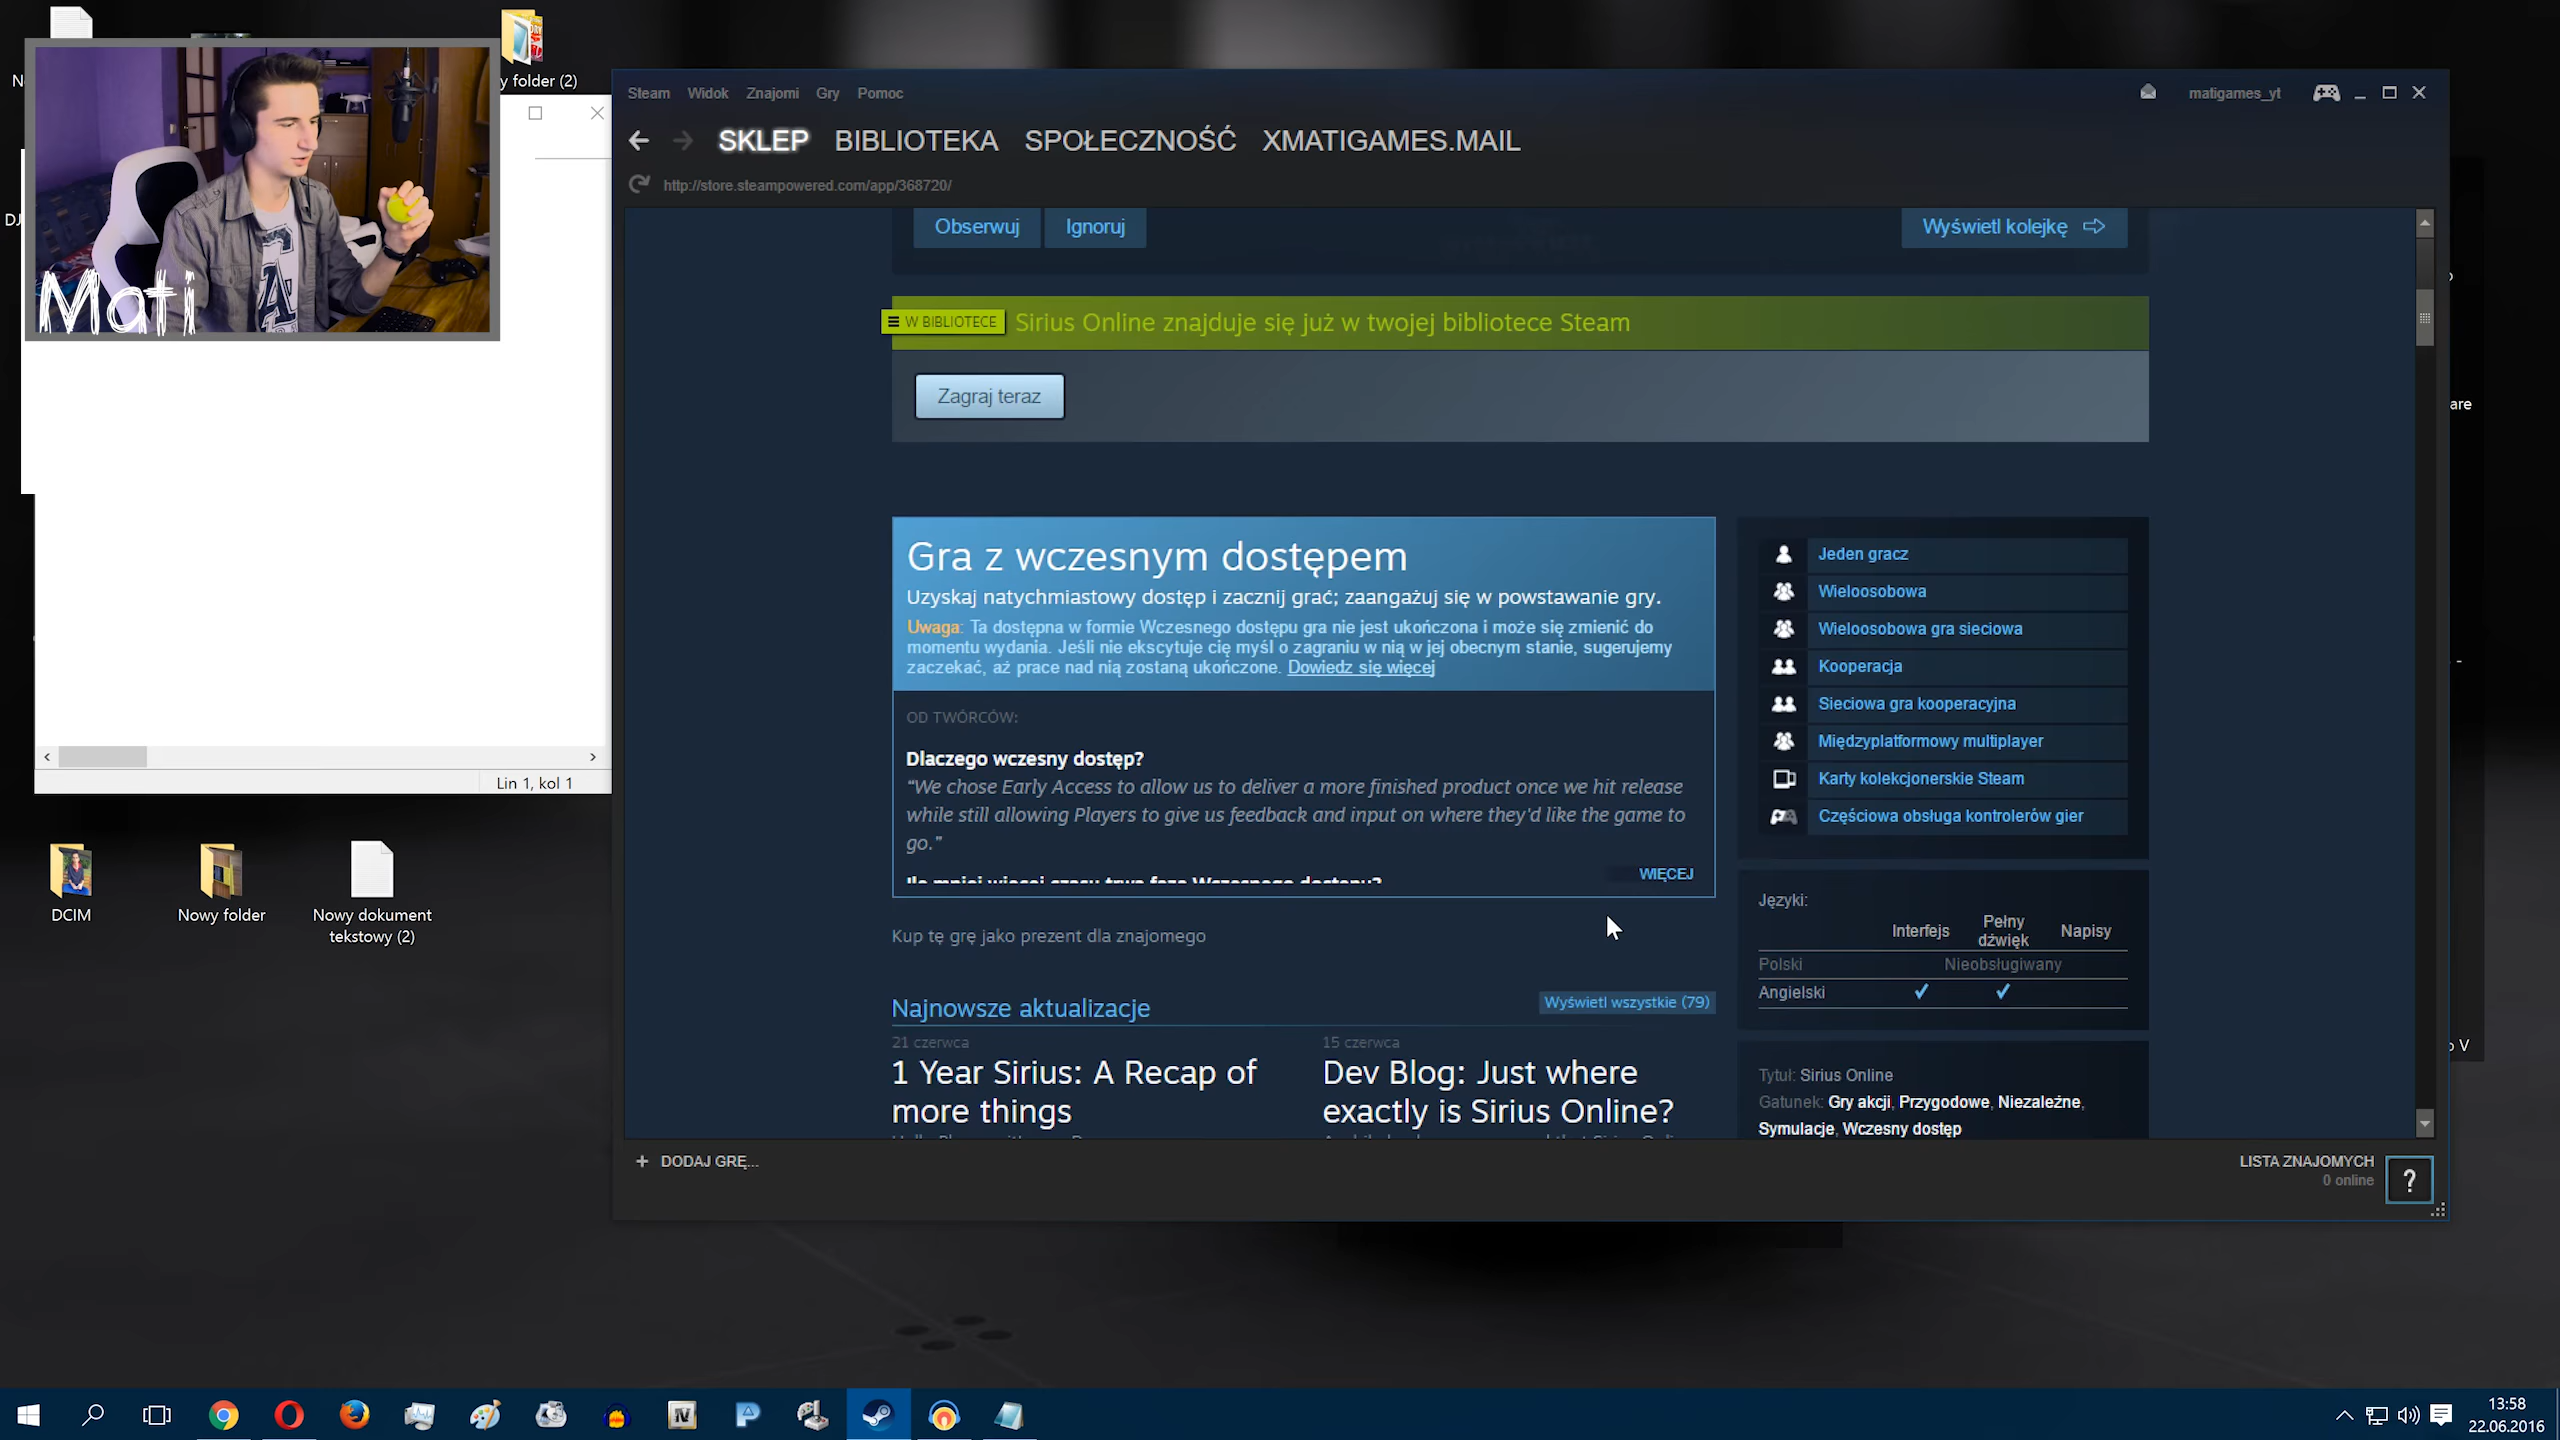 y folder (2)
Mati
Lin 1, kol 1
DCIM
Nowy folder
Nowy dokument
tekstowy (2)
Steam Widok Znajomi Gry Pomoc
matigames_yt
SKLEP BIBLIOTEKA SPOŁECZNOŚĆ XMATIGAMES.MAIL
http://store.steampowered.com/app/368720/
Obserwuj Ignoruj Wyświetl kolejkę
W BIBLIOTECE Sirius Online znajduje się już w twojej bibliotece Steam
Zagraj teraz
Gra z wczesnym dostępem
Uzyskaj natychmiastowy dostęp i zacznij grać; zaangażuj się w powstawanie gry.
Uwaga: Ta dostępna w formie Wczesnego dostępu gra nie jest ukończona i może się zmienić do
momentu wydania. Jeśli nie ekscytuje cię myśl o zagraniu w nią w jej obecnym stanie, sugerujemy
zaczekać, aż prace nad nią zostaną ukończone. Dowiedz się więcej
OD TWÓRCÓW:
Dlaczego wczesny dostęp?
“We chose Early Access to allow us to deliver a more finished product once we hit release
while still allowing Players to give us feedback and input on where they'd like the game to
go.”
Ile mniej więcej czasu trwa faza Wczesnego dostępu?
WIĘCEJ
Kup tę grę jako prezent dla znajomego
Najnowsze aktualizacje
Wyświetl wszystkie (79)
21 czerwca
1 Year Sirius: A Recap of
more things
15 czerwca
Dev Blog: Just where
exactly is Sirius Online?
Jeden gracz
Wieloosobowa
Wieloosobowa gra sieciowa
Kooperacja
Sieciowa gra kooperacyjna
Międzyplatformowy multiplayer
Karty kolekcjonerskie Steam
Częściowa obsługa kontrolerów gier
Języki:
Interfejs Pełny dźwięk Napisy
Polski Nieobsługiwany
Angielski ✓ ✓
Tytuł: Sirius Online
Gatunek: Gry akcji, Przygodowe, Niezależne,
Symulacje, Wczesny dostęp
+ DODAJ GRĘ...
LISTA ZNAJOMYCH
0 online
?
are
V
IV
13:58
22.06.2016